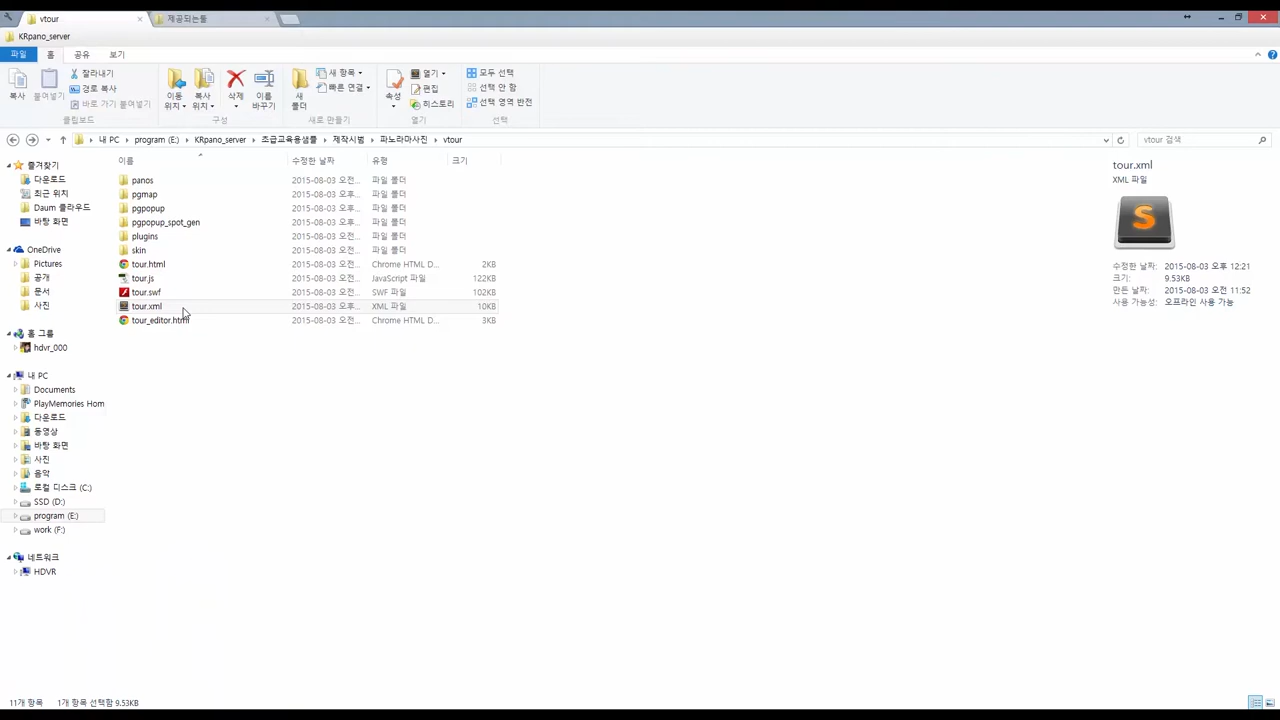 vtour
제공되는툴
KRpano_server
파일
홈
공유
보기
복사
붙여넣기
잘라내기
경로 복사
바로 가기 붙여넣기
클립보드
이동 위치
복사 위치
삭제
이름 바꾸기
구성
새 폴더
새 항목
빠른 연결
새로 만들기
속성
열기
편집
히스토리
열기
모두 선택
선택 안 함
선택 영역 반전
선택
내 PC
program (E:)
KRpano_server
초급교육용샘플
제작시범
파노라마사진
vtour
vtour 검색
이름 수정한 날짜 유형 크기
panos 2015-08-03 오전... 파일 폴더
pgmap 2015-08-03 오후... 파일 폴더
pgpopup 2015-08-03 오후... 파일 폴더
pgpopup_spot_gen 2015-08-03 오후... 파일 폴더
plugins 2015-08-03 오전... 파일 폴더
skin 2015-08-03 오전... 파일 폴더
tour.html 2015-08-03 오전... Chrome HTML D... 2KB
tour.js 2015-08-03 오전... JavaScript 파일 122KB
tour.swf 2015-08-03 오전... SWF 파일 102KB
tour.xml 2015-08-03 오후... XML 파일 10KB
tour_editor.html 2015-08-03 오전... Chrome HTML D... 3KB
즐겨찾기
다운로드
최근 위치
Daum 클라우드
바탕 화면
OneDrive
Pictures
공개
문서
사진
홈 그룹
hdvr_000
내 PC
Documents
PlayMemories Hom
다운로드
동영상
바탕 화면
사진
음악
로컬 디스크 (C:)
SSD (D:)
program (E:)
work (F:)
네트워크
HDVR
tour.xml
XML 파일
S
수정한 날짜: 2015-08-03 오후 12:21
크기: 9.53KB
만든 날짜: 2015-08-03 오전 11:52
사용 가능성: 오프라인 사용 가능
11개 항목 1개 항목 선택함 9.53KB